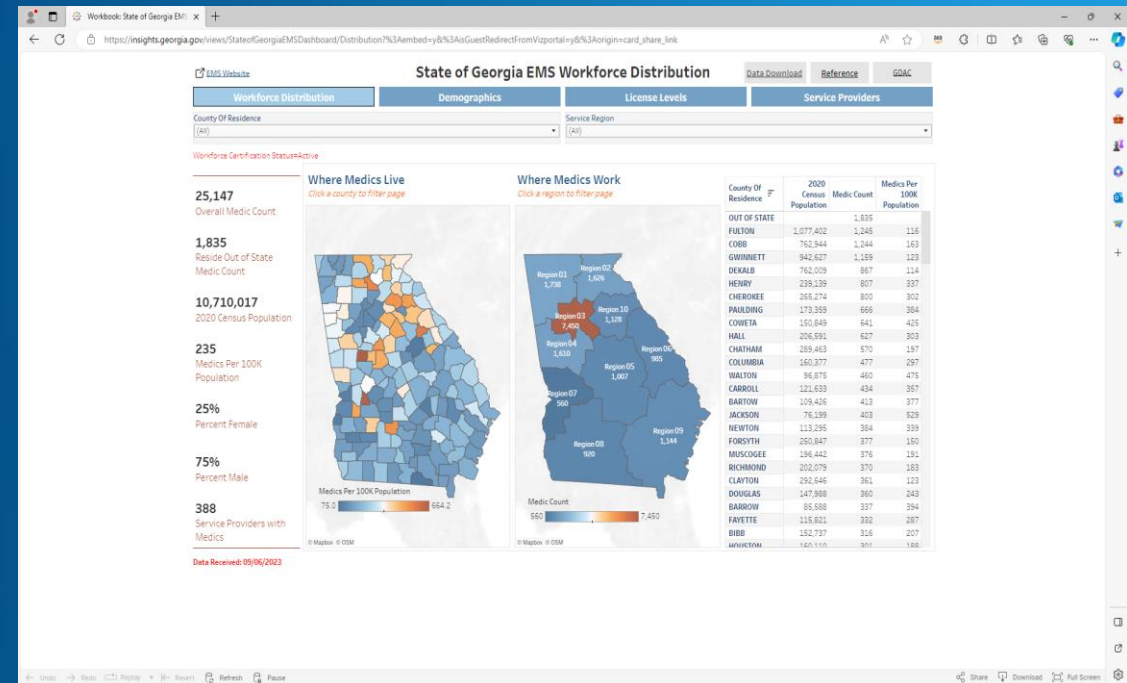 Workbook: State of Georgia EMS
https://insights.georgia.gov/views/StateofGeorgiaEMSDashboard/Distribution?%3Aembed=y&%3AisGuestRedirectFromVizportal=y&%3Aorigin=card_share_link
EMS Website
State of Georgia EMS Workforce Distribution
Data Download
Reference
GDAC
Workforce Distribution
Demographics
License Levels
Service Providers
County Of Residence
(All)
Service Region
(All)
Workforce Certification Status=Active
25,147
Overall Medic Count
1,835
Reside Out of State
Medic Count
10,710,017
2020 Census Population
235
Medics Per 100K
Population
25%
Percent Female
75%
Percent Male
388
Service Providers with
Medics
Data Received: 09/06/2023
Where Medics Live
Click a county to filter page
Medics Per 100K Population
75.0 664.2
© Mapbox © OSM
Where Medics Work
Click a region to filter page
Region 01
1,738
Region 02
1,626
Region 03
7,450
Region 10
1,128
Region 04
1,610
Region 05
1,007
Region 06
985
Region 07
560
Region 08
920
Region 09
1,144
Medic Count
560 7,450
© Mapbox © OSM
County Of
Residence
2020
Census
Population
Medic Count
Medics Per
100K
Population
OUT OF STATE 1,835
FULTON 1,077,402 1,245 116
COBB 762,944 1,244 163
GWINNETT 942,627 1,159 123
DEKALB 762,009 867 114
HENRY 239,139 807 337
CHEROKEE 265,274 800 302
PAULDING 173,359 666 384
COWETA 150,849 641 425
HALL 206,591 627 303
CHATHAM 289,463 570 197
COLUMBIA 160,377 477 297
WALTON 96,875 460 475
CARROLL 121,633 434 357
BARTOW 109,426 413 377
JACKSON 76,199 403 529
NEWTON 113,296 384 339
FORSYTH 250,847 377 150
MUSCOGEE 196,442 376 191
RICHMOND 202,079 370 183
CLAYTON 292,646 361 123
DOUGLAS 147,988 360 243
BARROW 85,588 337 394
FAYETTE 115,821 332 287
BIBB 152,737 316 207
HOUSTON 160,110 301 188
Undo Redo Replay Revert Refresh Pause
Share Download Full Screen